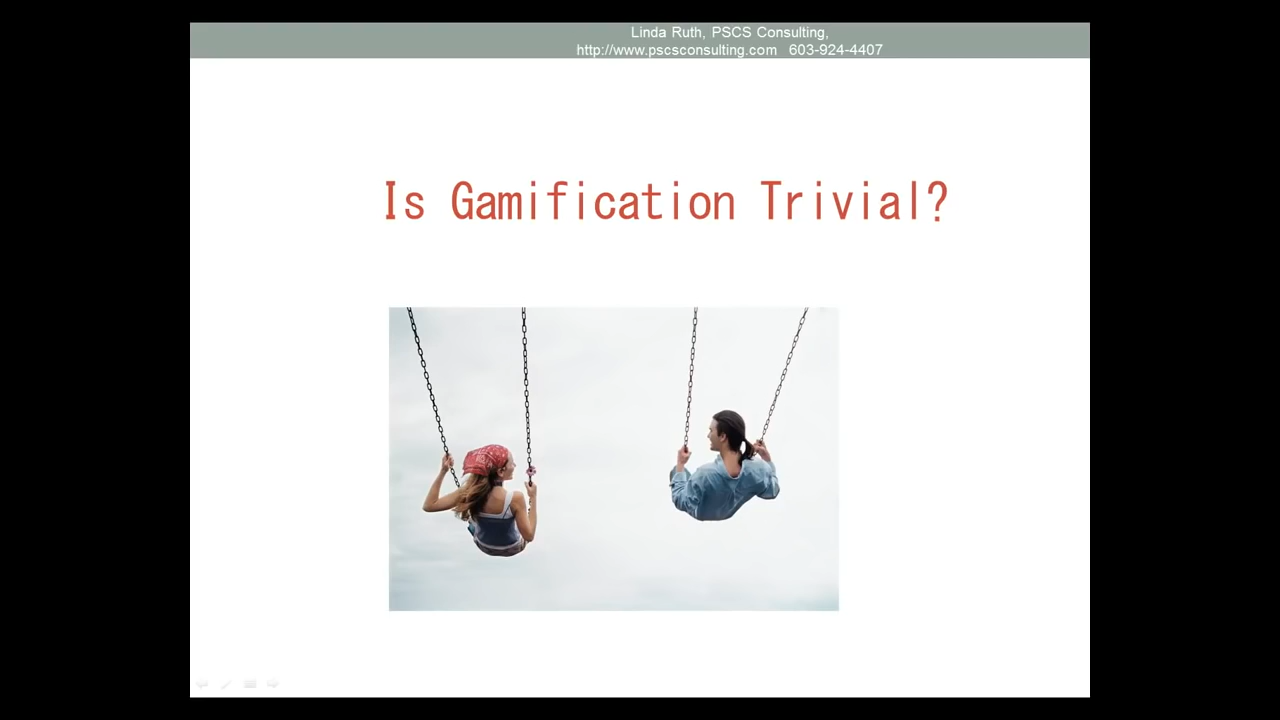 Linda Ruth, PSCS Consulting,
http://www.pscsconsulting.com 603-924-4407
Is Gamification Trivial?